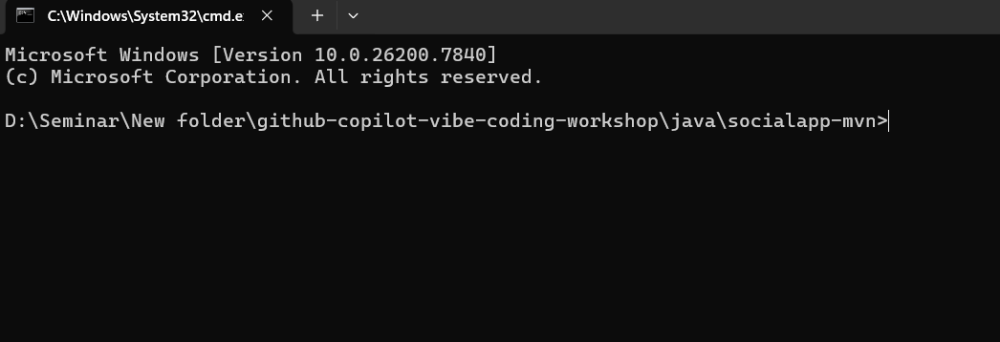 C:\Windows\System32\cmd.e
Microsoft Windows [Version 10.0.26200.7840]
(c) Microsoft Corporation. All rights reserved.
D:\Seminar\New folder\github-copilot-vibe-coding-workshop\java\socialapp-mvn>